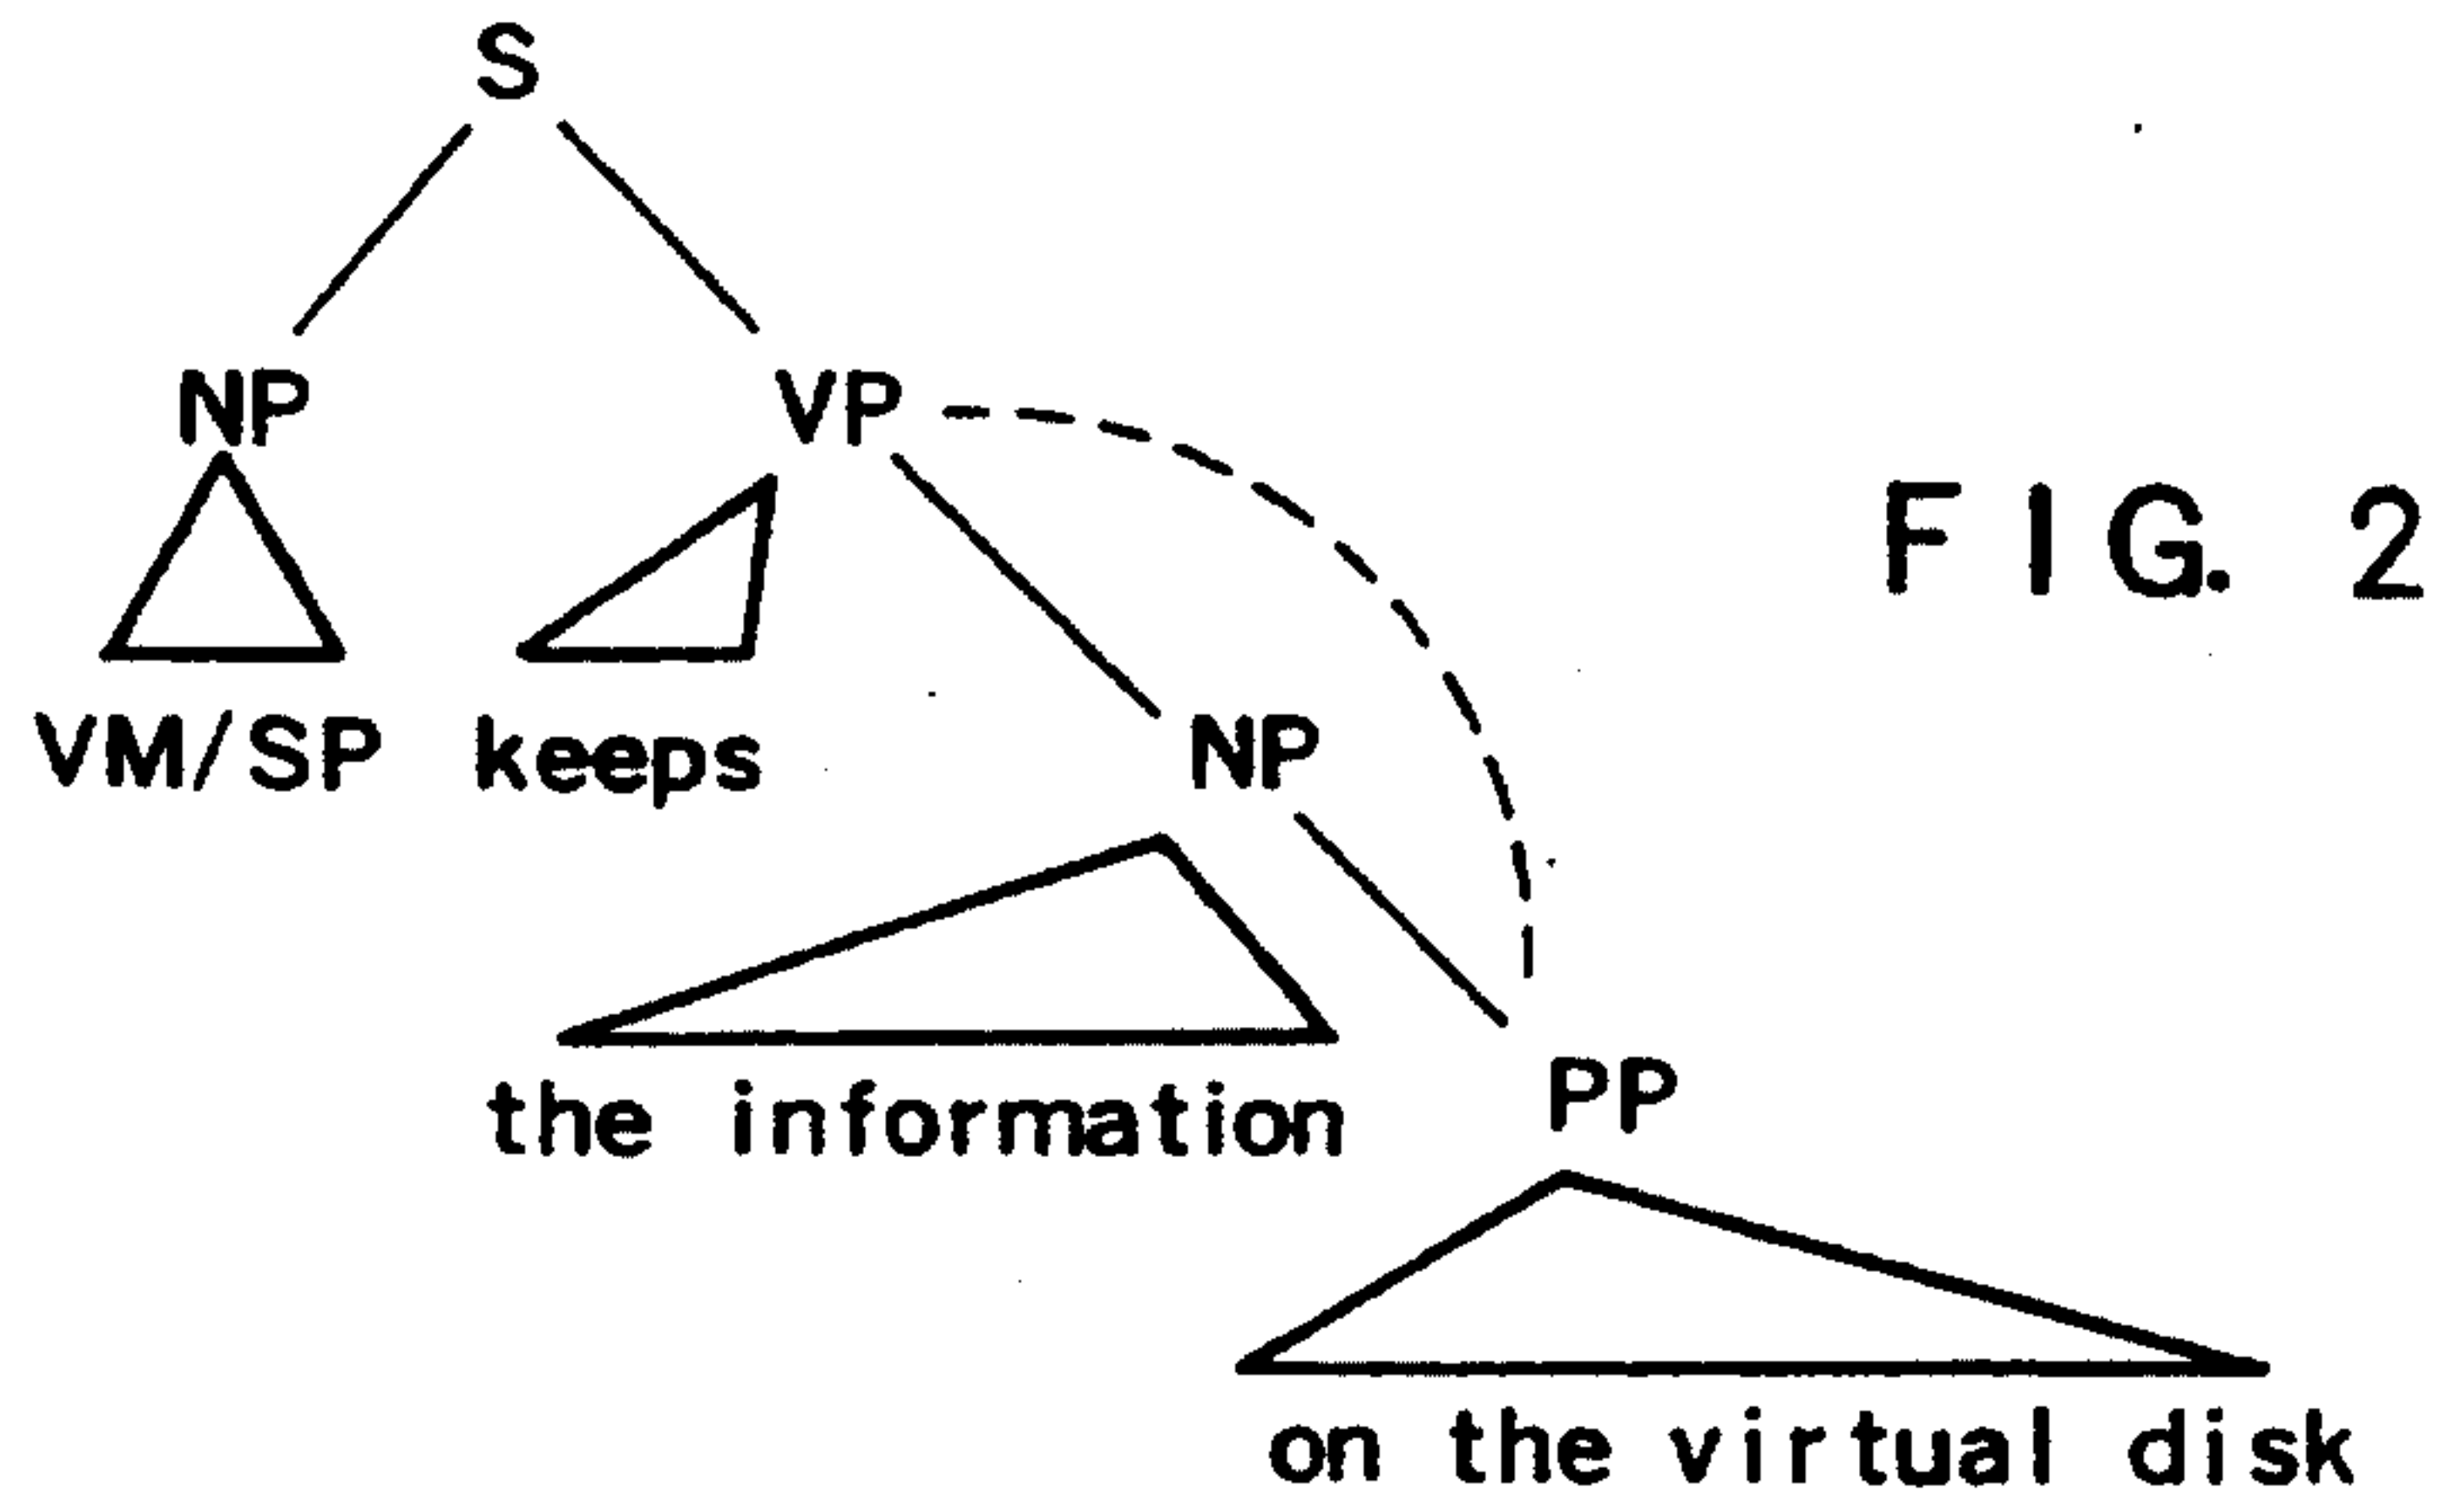 S
NP VP
FIG. 2
VM/SP keeps NP
the information PP
on the virtual disk